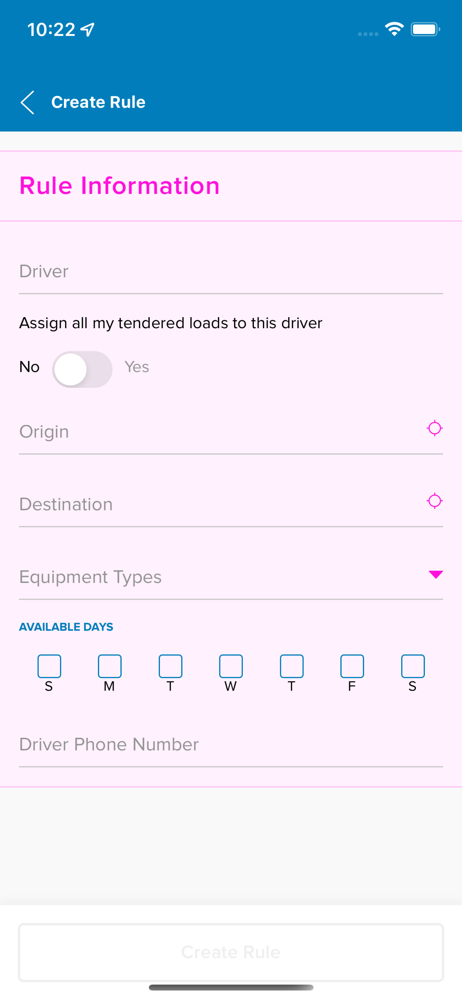 10:22
Create Rule
Rule Information
Driver
Assign all my tendered loads to this driver
No Yes
Origin
Destination
Equipment Types
AVAILABLE DAYS
S M T W T F S
Driver Phone Number
Create Rule